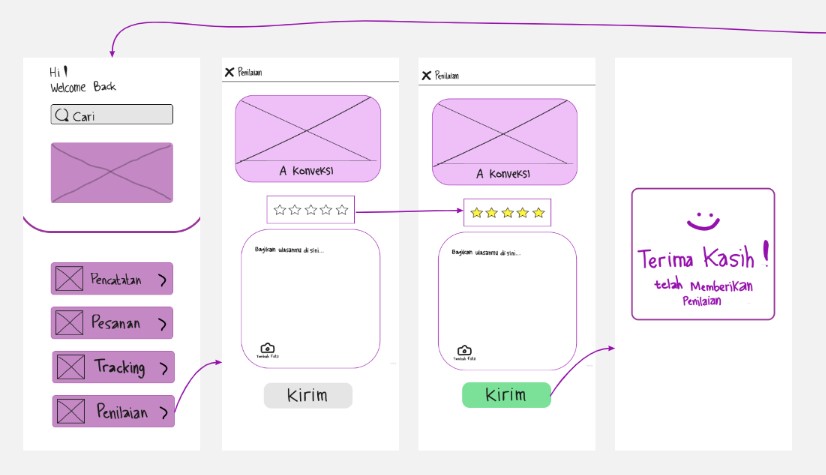 Hi!
Welcome Back
Cari
Pencatatan
Pesanan
Tracking
Penilaian
Penilaian
A Konveksi
Bagikan ulasanmu di sini...
Tambah Foto
Kirim
Penilaian
A Konveksi
Bagikan ulasanmu di sini...
Tambah Foto
Kirim
Terima Kasih!
telah Memberikan
Penilaian